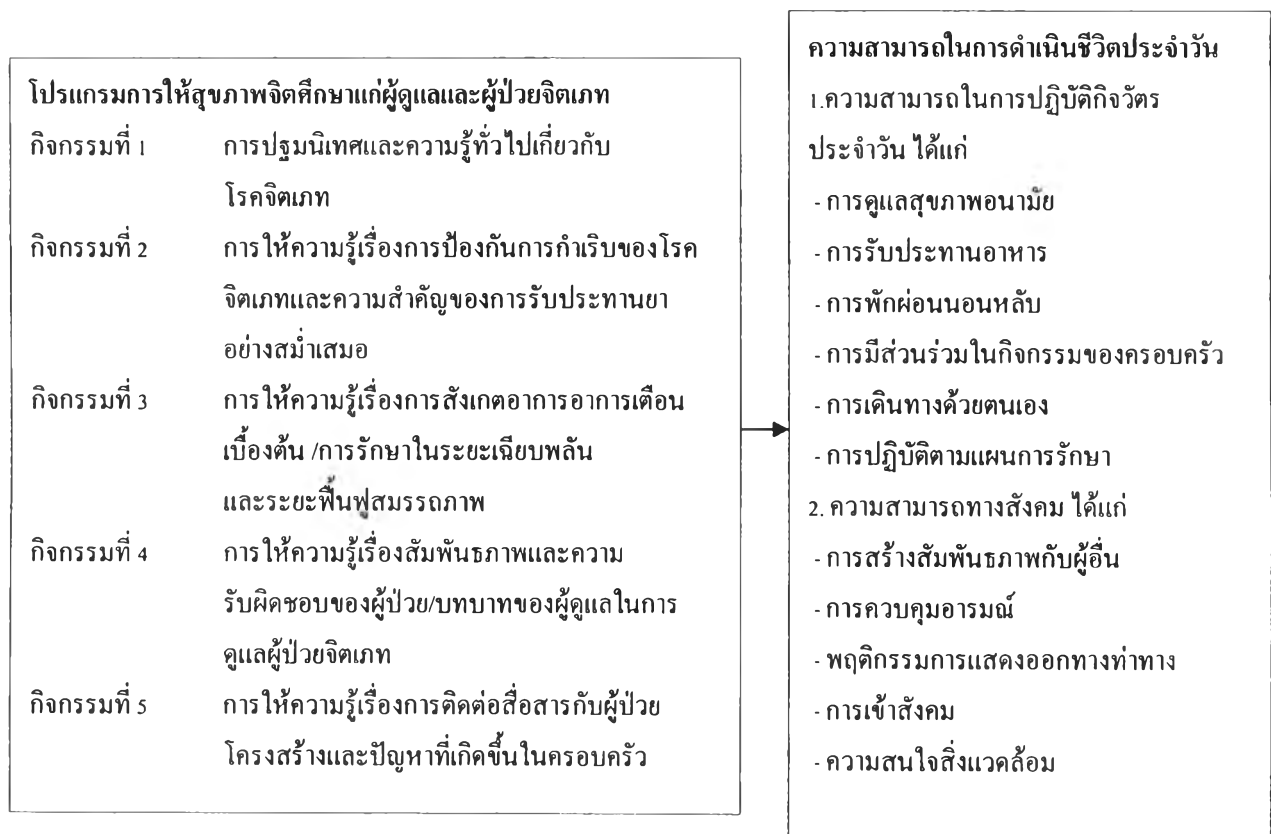 โปรแกรมการให้สุขภาพจิตศึกษาแก่ผู้ดูแลและผู้ป่วยจิตเภท
กิจกรรมที่ 1 การปฐมนิเทศและความรู้ทั่วไปเกี่ยวกับ
โรคจิตเภท
กิจกรรมที่ 2 การให้ความรู้เรื่องการป้องกันการกำเริบของโรค
จิตเภทและความสำคัญของการรับประทานยา
อย่างสม่ำเสมอ
กิจกรรมที่ 3 การให้ความรู้เรื่องการสังเกตอาการอาการเตือน
เบื้องต้น /การรักษาในระยะเฉียบพลัน
และระยะฟื้นฟูสมรรถภาพ
กิจกรรมที่ 4 การให้ความรู้เรื่องสัมพันธภาพและความ
รับผิดชอบของผู้ป่วย/บทบาทของผู้ดูแลในการ
ดูแลผู้ป่วยจิตเภท
กิจกรรมที่ 5 การให้ความรู้เรื่องการติดต่อสื่อสารกับผู้ป่วย
โครงสร้างและปัญหาที่เกิดขึ้นในครอบครัว
ความสามารถในการดำเนินชีวิตประจำวัน
1.ความสามารถในการปฏิบัติกิจวัตร
ประจำวัน ได้แก่
- การดูแลสุขภาพอนามัย
- การรับประทานอาหาร
- การพักผ่อนนอนหลับ
- การมีส่วนร่วมในกิจกรรมของครอบครัว
- การเดินทางด้วยตนเอง
- การปฏิบัติตามแผนการรักษา
2. ความสามารถทางสังคม ได้แก่
- การสร้างสัมพันธภาพกับผู้อื่น
- การควบคุมอารมณ์
- พฤติกรรมการแสดงออกทางท่าทาง
- การเข้าสังคม
- ความสนใจสิ่งแวดล้อม